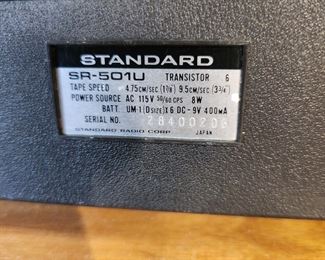 STANDARD
SR-501U TRANSISTOR 6
TAPE SPEED 4.75CM/SEC (1⅞) 9.5CM/SEC (3¾)
POWER SOURCE AC 115V 50/60 CPS 8W
BATT. UM-1 (D SIZE) X 6 DC-9V 400MA
SERIAL NO. 28400206
STANDARD RADIO CORP. JAPAN